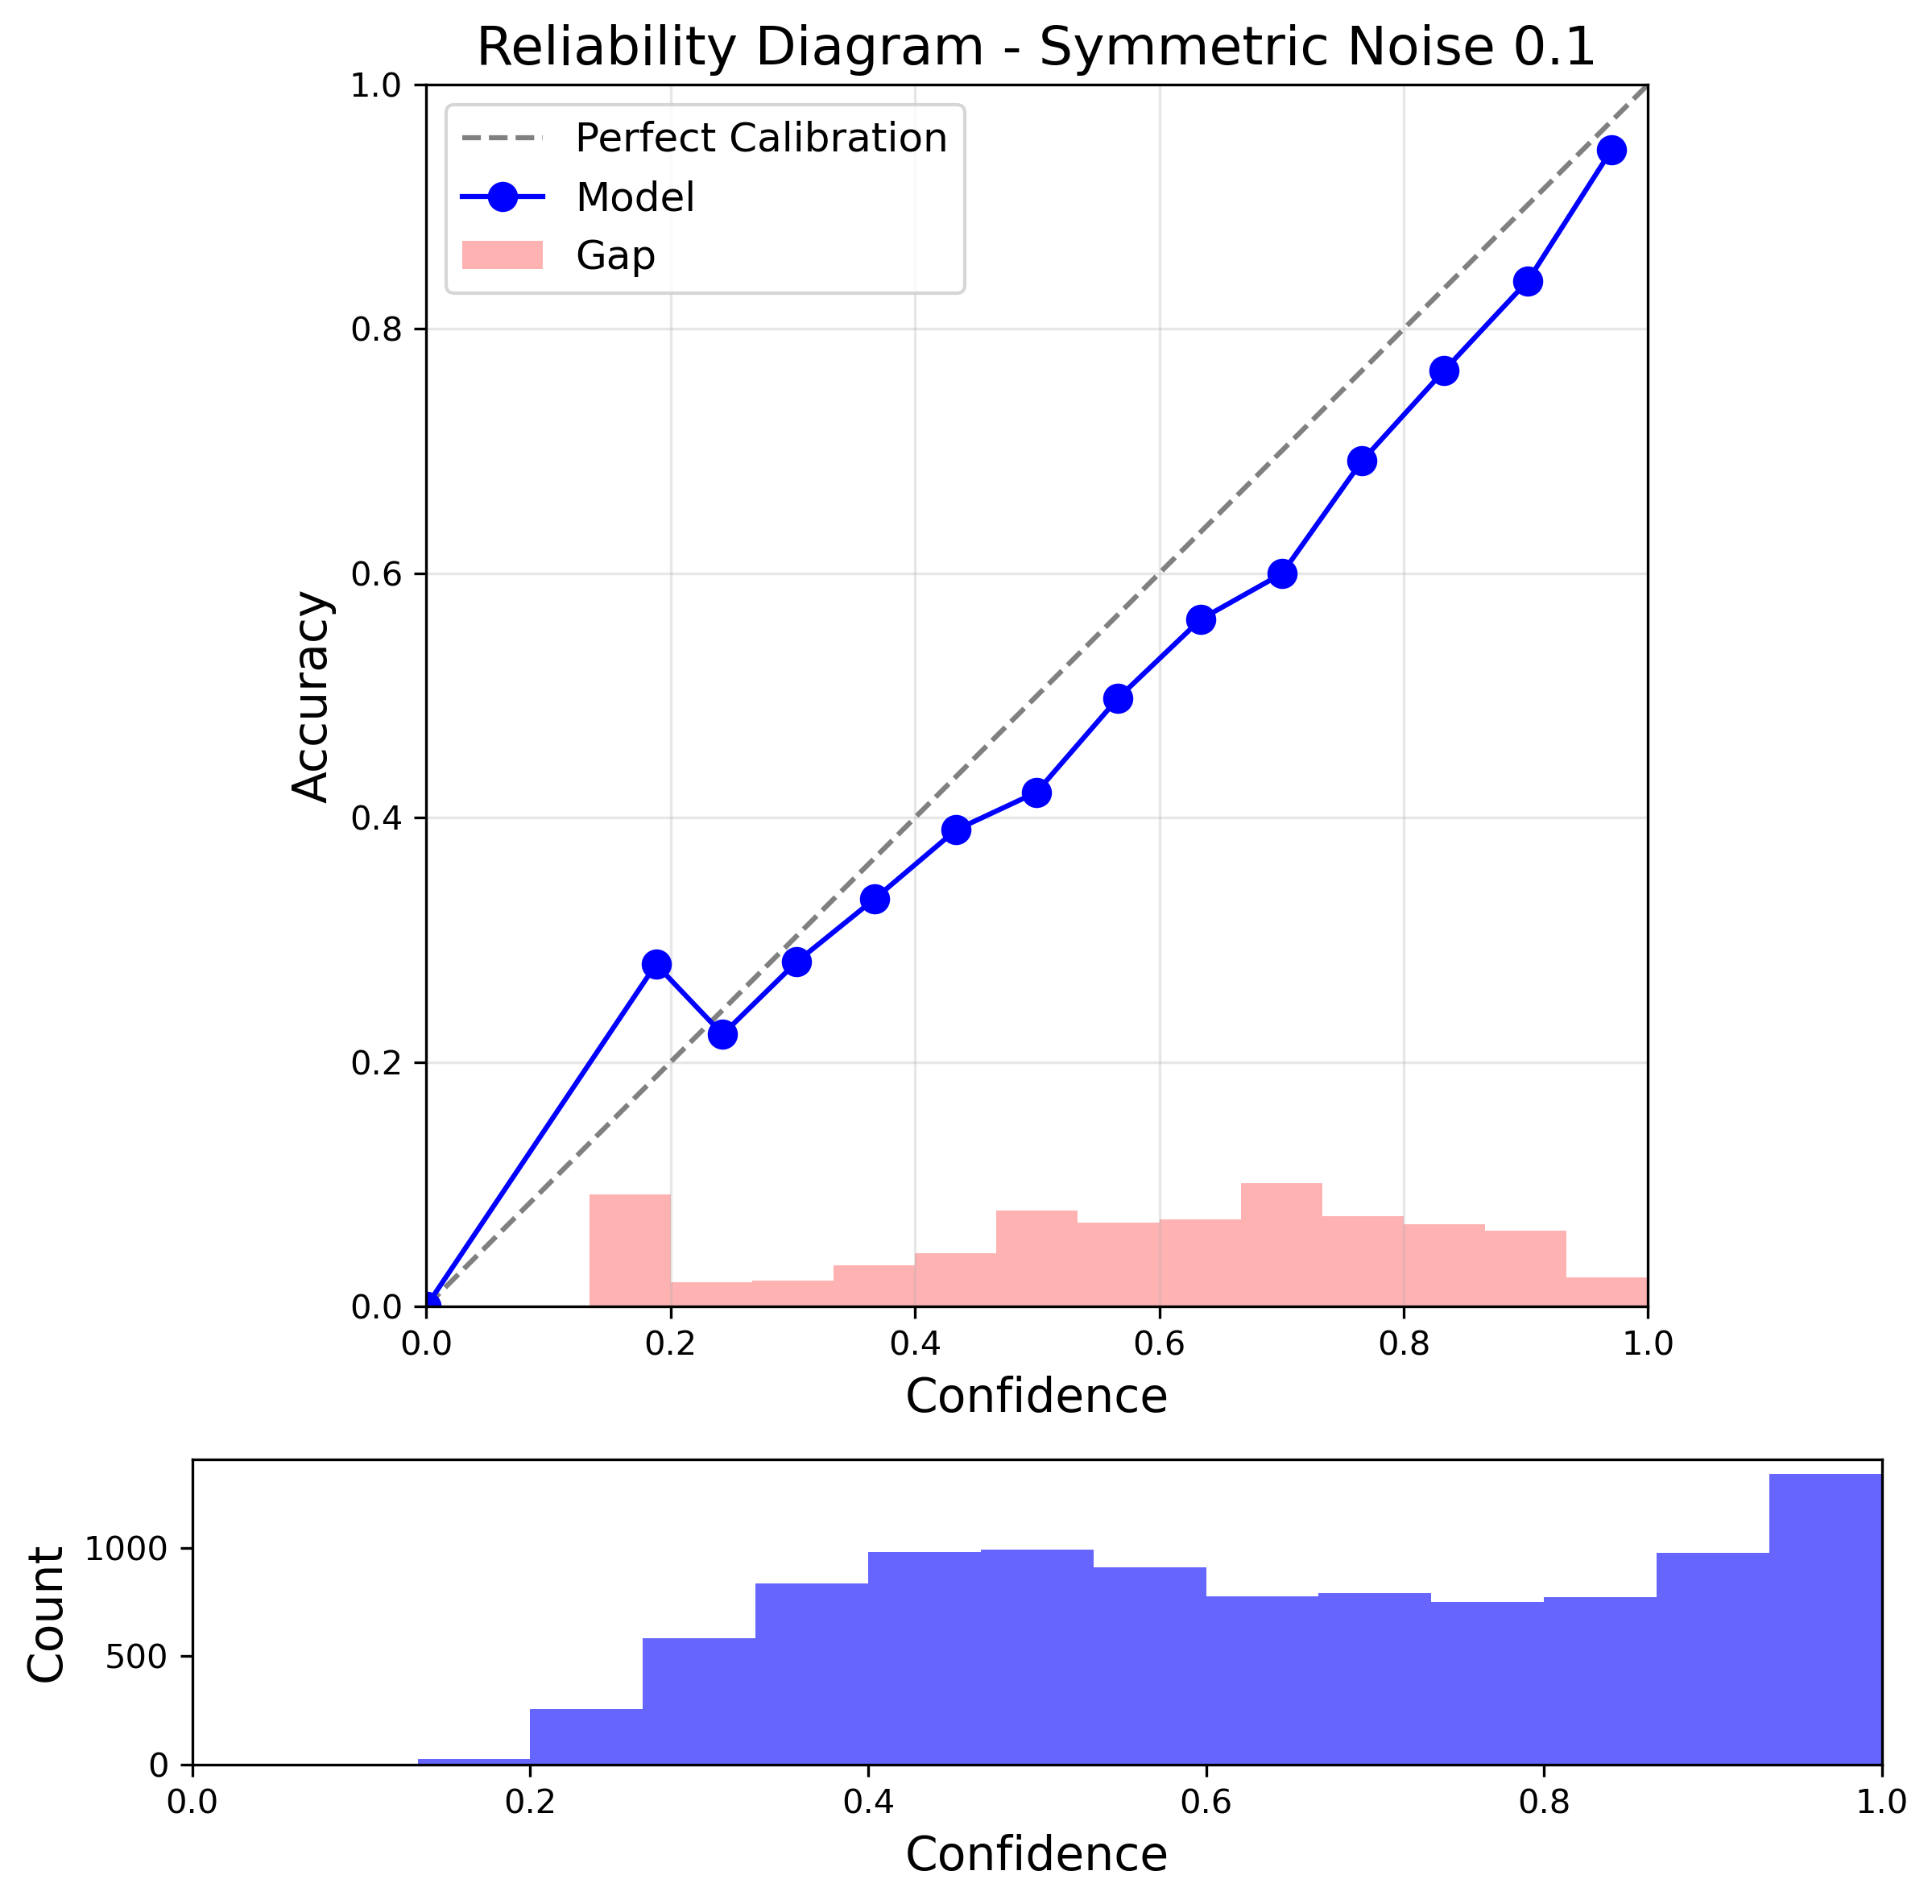 Reliability Diagram - Symmetric Noise 0.1
1.0
Perfect Calibration
Model
Gap
0.8
0.6
Accuracy
0.4
0.2
0.0
0.0 0.2 0.4 0.6 0.8 1.0
Confidence
1000
Count
500
0
0.0 0.2 0.4 0.6 0.8 1.0
Confidence